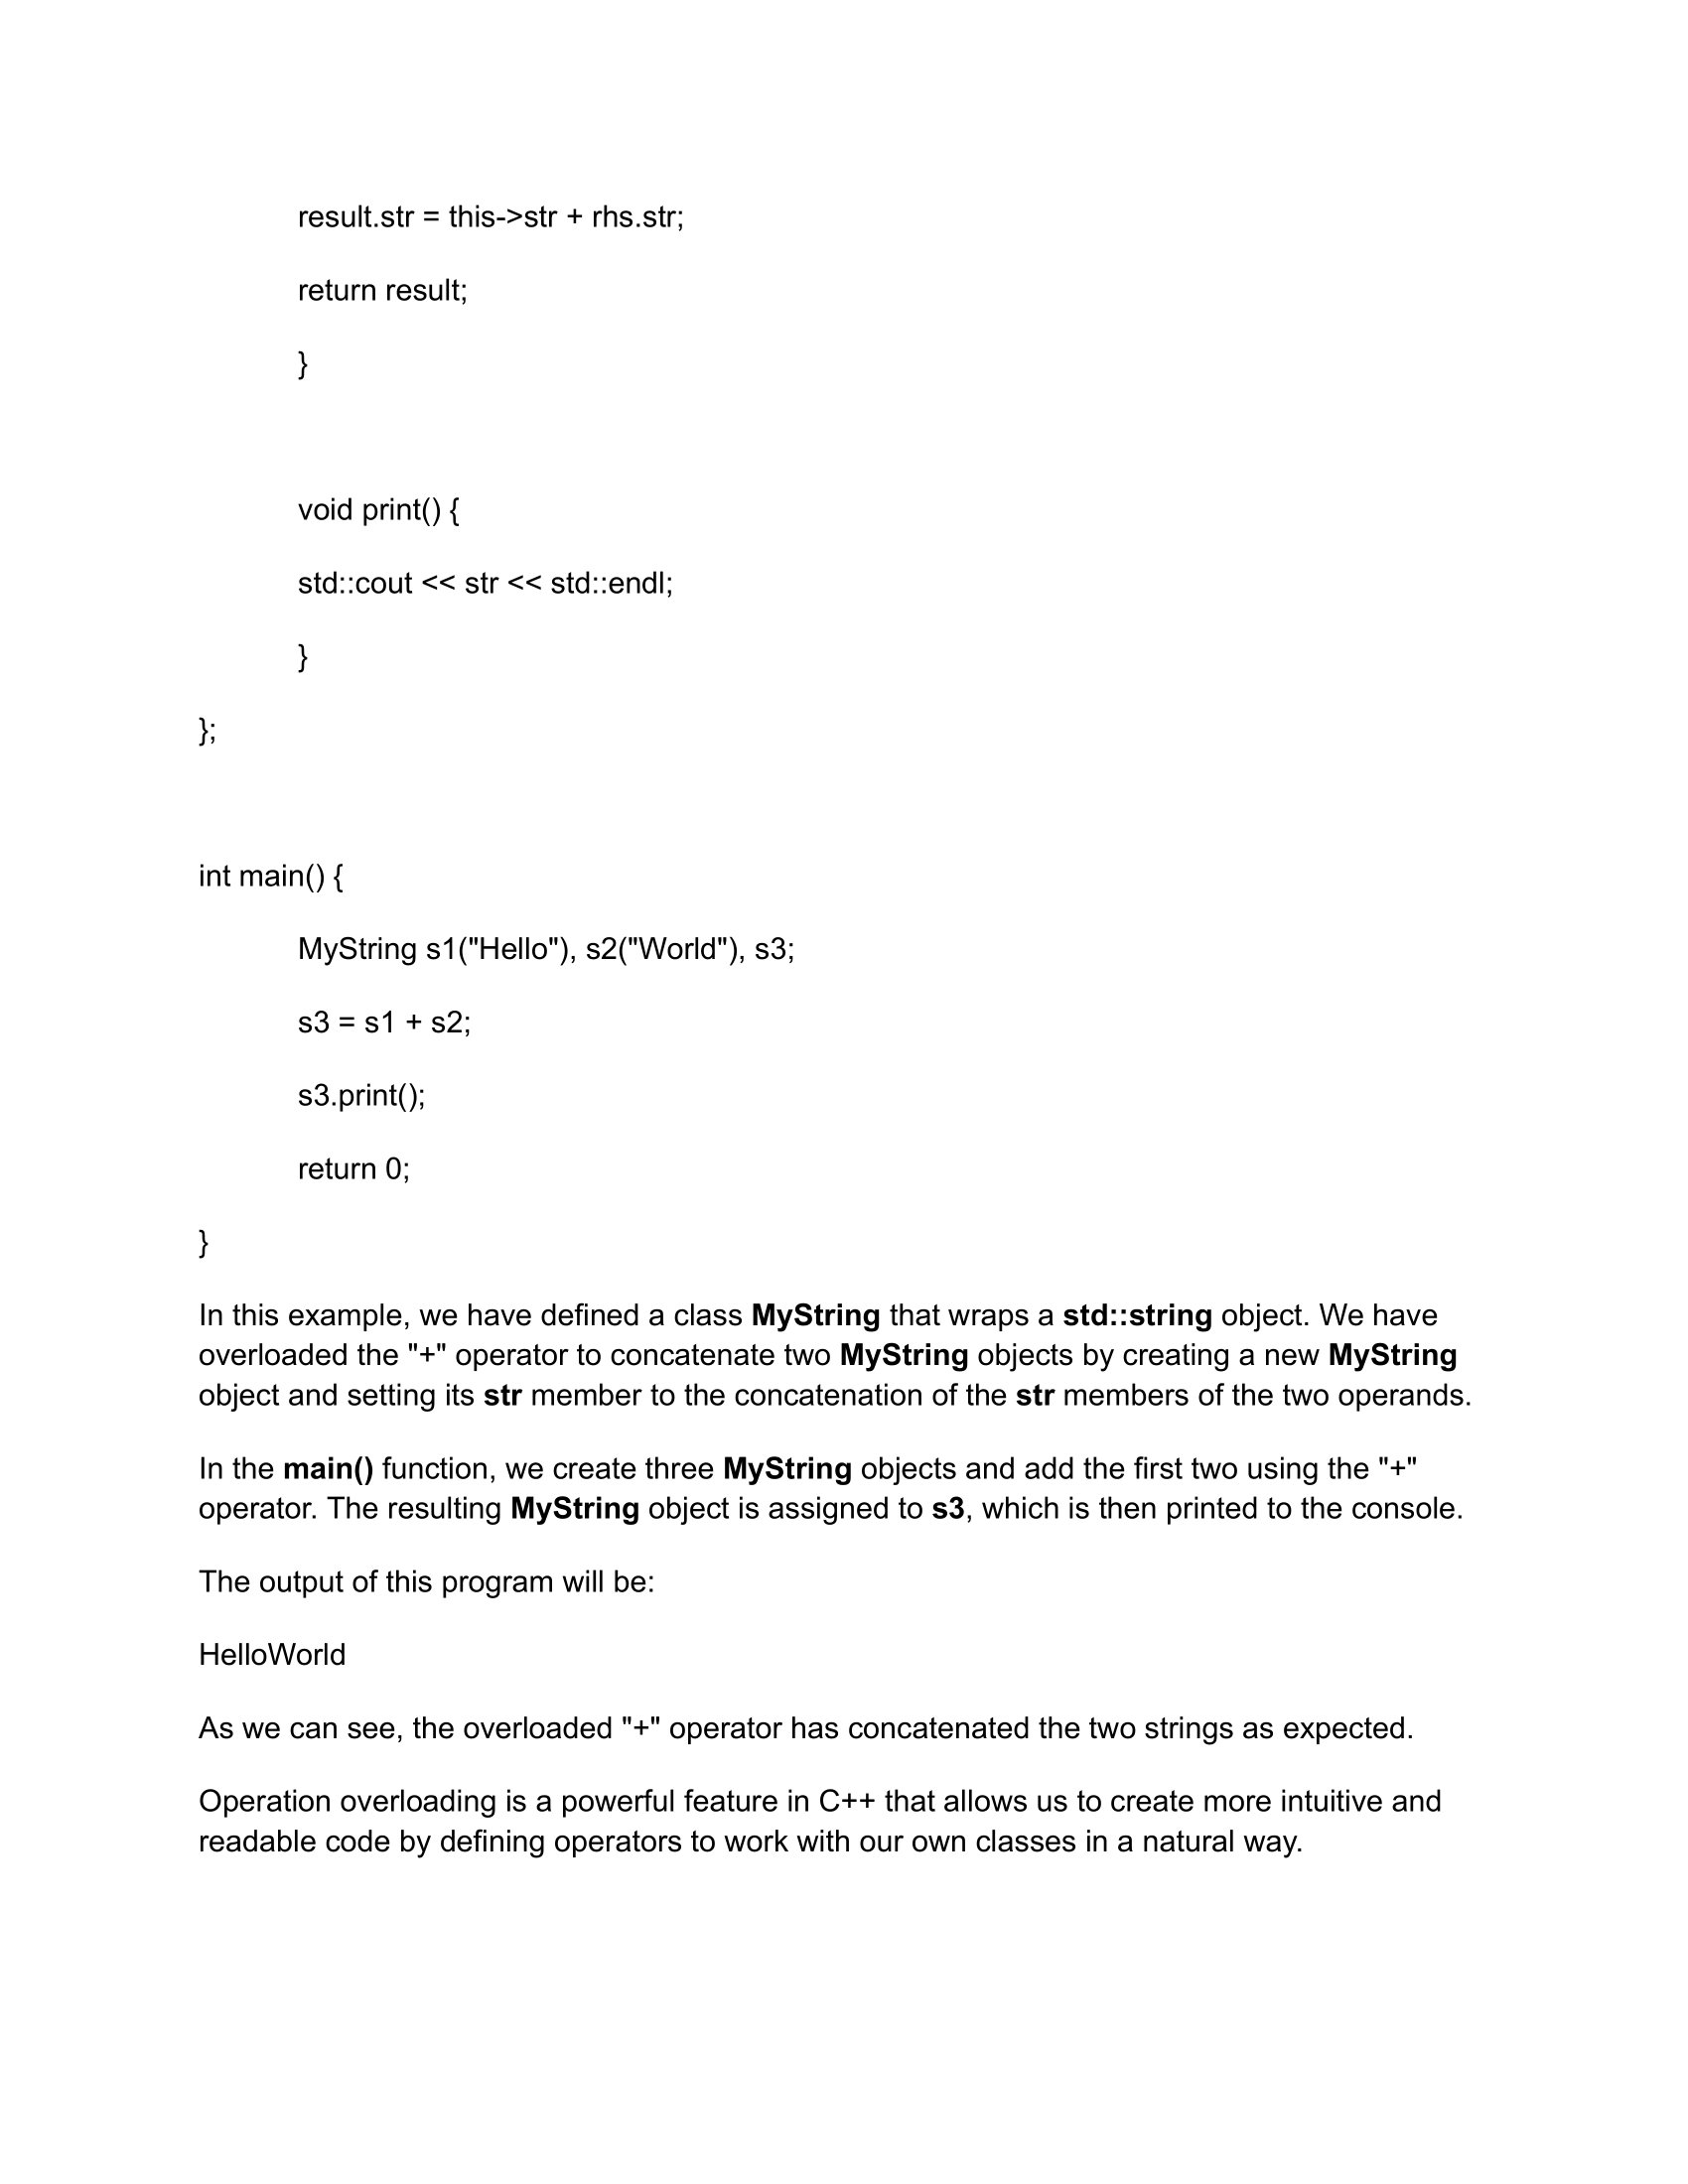 result.str = this->str + rhs.str;
return result;
}
void print() {
std::cout << str << std::endl;
}
};
int main() {
MyString s1("Hello"), s2("World"), s3;
s3 = s1 + s2;
s3.print();
return 0;
}
In this example, we have defined a class MyString that wraps a std::string object. We have
overloaded the "+" operator to concatenate two MyString objects by creating a new MyString
object and setting its str member to the concatenation of the str members of the two operands.
In the main() function, we create three MyString objects and add the first two using the "+"
operator. The resulting MyString object is assigned to s3, which is then printed to the console.
The output of this program will be:
HelloWorld
As we can see, the overloaded "+" operator has concatenated the two strings as expected.
Operation overloading is a powerful feature in C++ that allows us to create more intuitive and
readable code by defining operators to work with our own classes in a natural way.